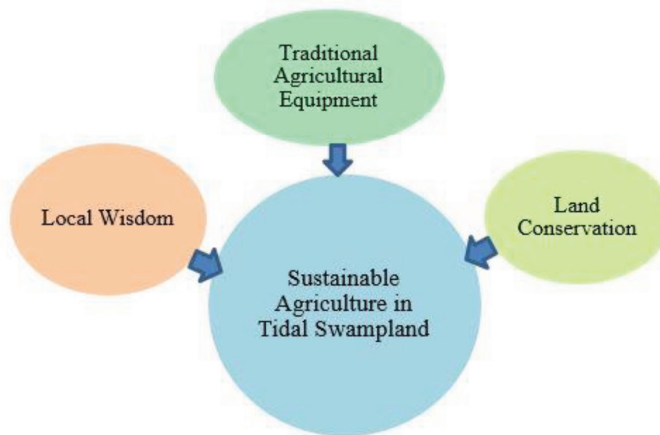 Traditional
Agricultural
Equipment
Local Wisdom
Land
Conservation
Sustainable
Agriculture in
Tidal Swampland